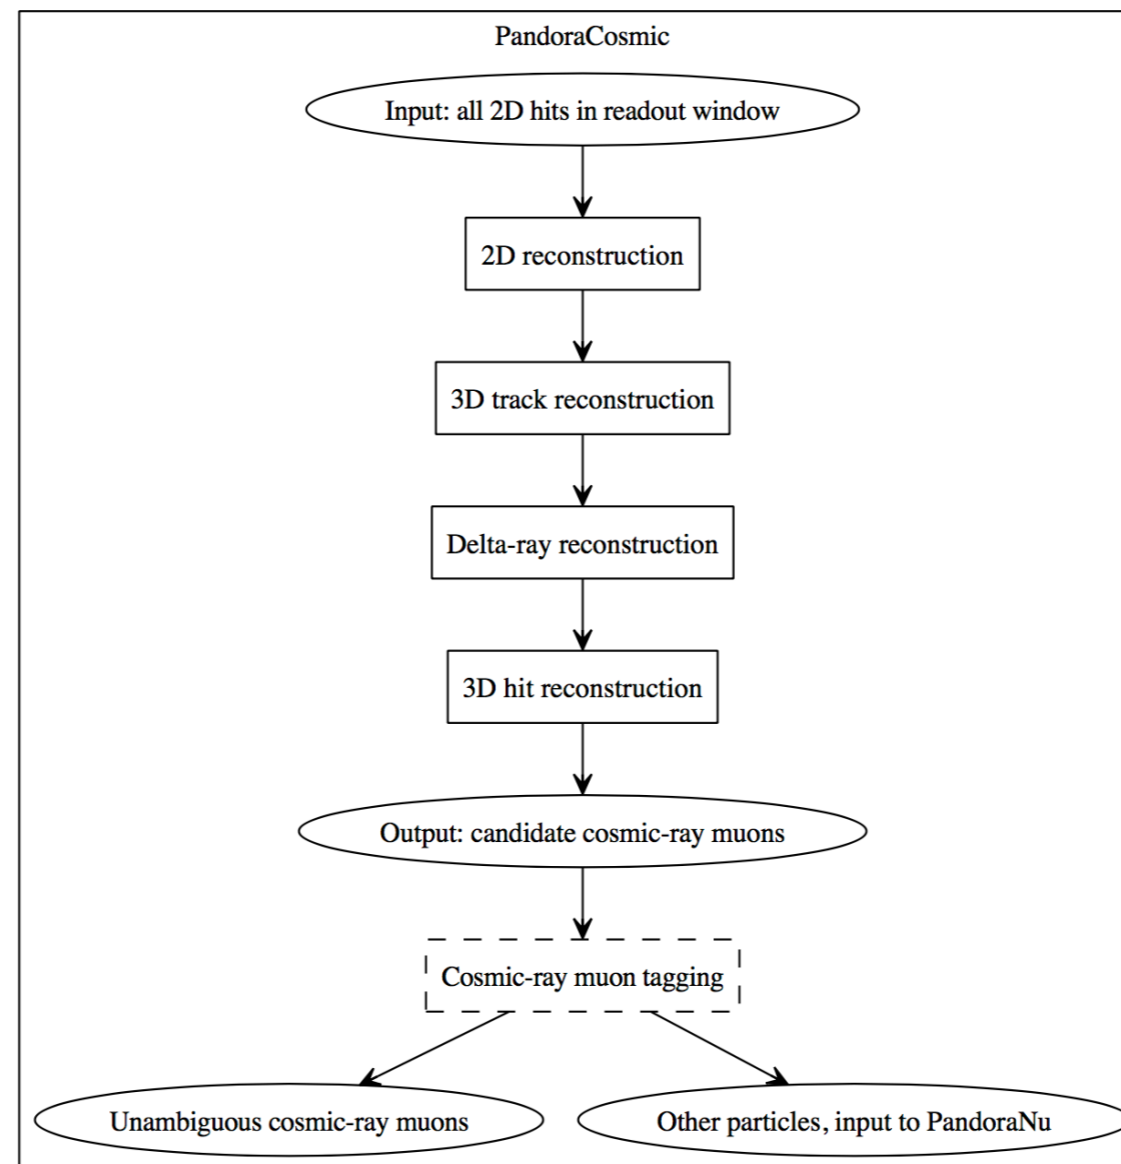 PandoraCosmic
Input: all 2D hits in readout window
2D reconstruction
3D track reconstruction
Delta-ray reconstruction
3D hit reconstruction
Output: candidate cosmic-ray muons
Cosmic-ray muon tagging
Unambiguous cosmic-ray muons
Other particles, input to PandoraNu